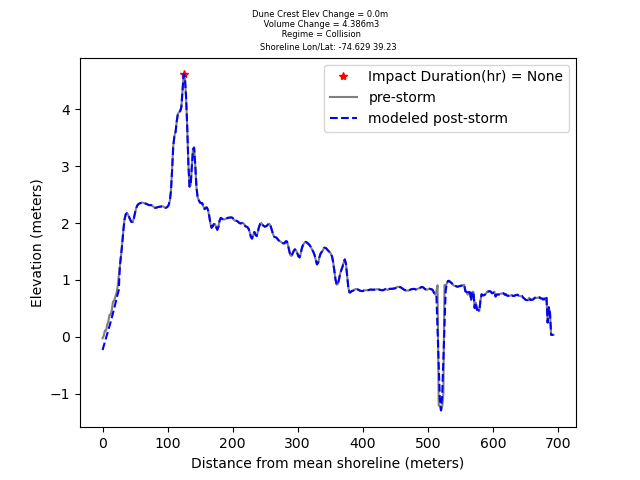 Dune Crest Elev Change = 0.0m
Volume Change = 4.386m3
Regime = Collision
Shoreline Lon/Lat: -74.629 39.23
Impact Duration(hr) = None
pre-storm
modeled post-storm
Elevation (meters)
4
3
2
1
0
−1
0 100 200 300 400 500 600 700
Distance from mean shoreline (meters)